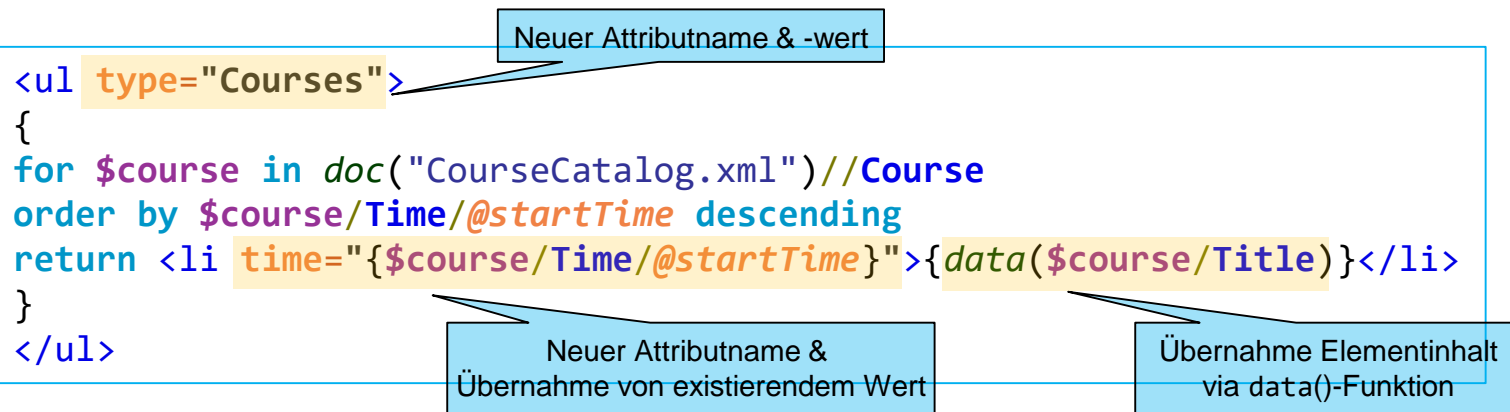 Neuer Attributname & -wert
<ul type="Courses">
{
for $course in doc("CourseCatalog.xml")//Course
order by $course/Time/@startTime descending
return <li time="{$course/Time/@startTime}">{data($course/Title)}</li>
}
</ul>
Neuer Attributname &
Übernahme von existierendem Wert
Übernahme Elementinhalt
via data()-Funktion